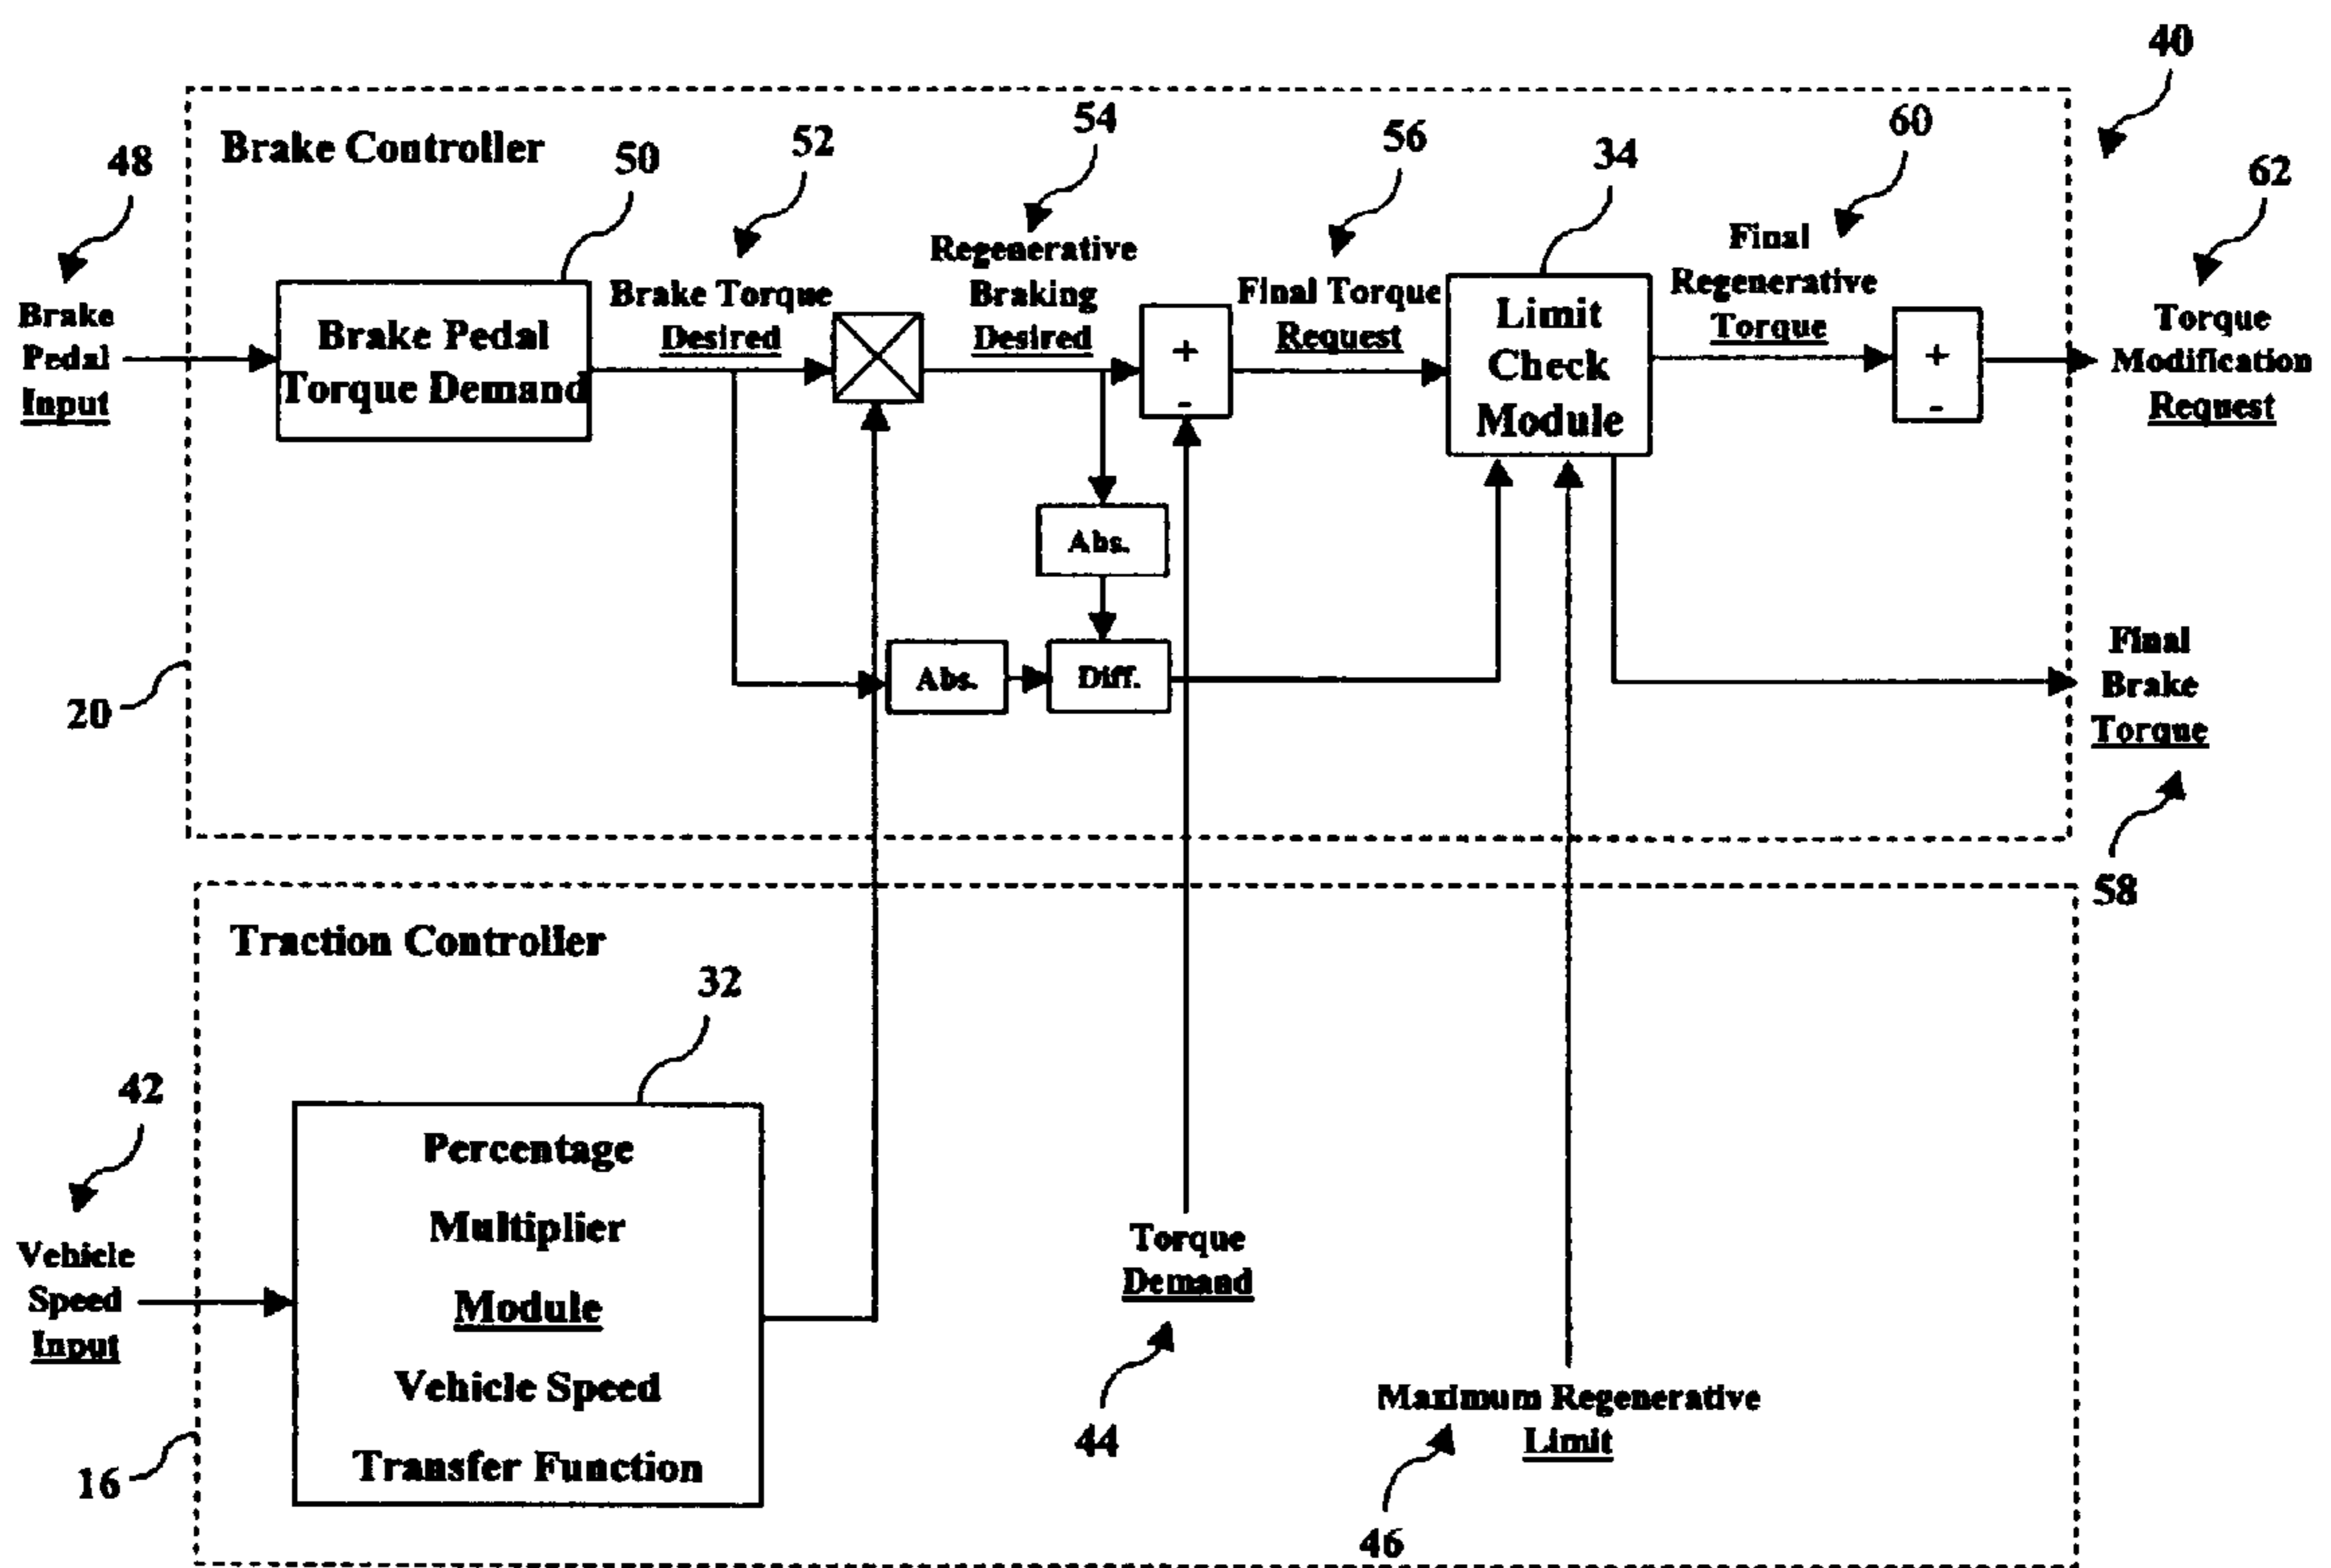 40
Brake Controller
48
50
52
54
56
34
60
62
Brake
Pedal
Input
Brake Pedal
Torque Demand
Brake Torque
Desired
Regenerative
Braking
Desired
+
-
Final Torque
Request
Limit
Check
Module
Final
Regenerative
Torque
+
-
Torque
Modification
Request
Abs.
Abs.
Diff.
20
Final
Brake
Torque
58
Traction Controller
32
42
Vehicle
Speed
Input
Percentage
Multiplier
Module
Vehicle Speed
Transfer Function
Torque
Demand
44
Maximum Regenerative
Limit
46
16